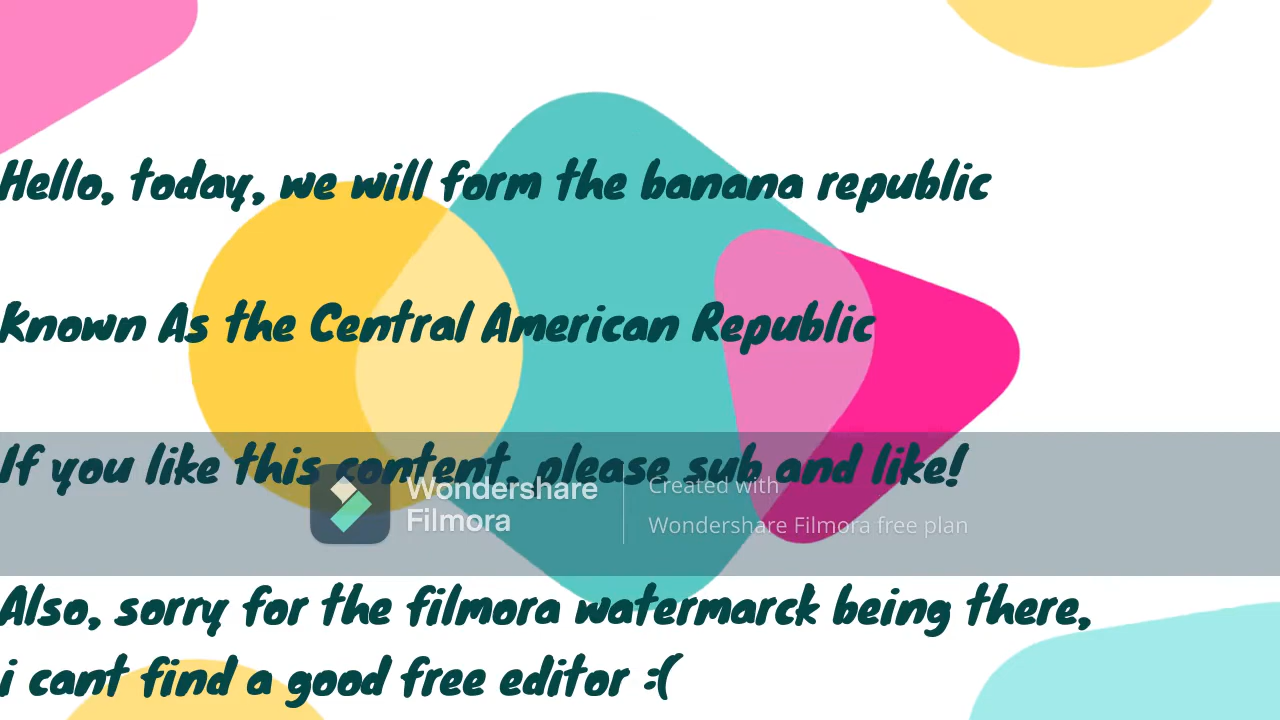 Hello, today, we will form the banana republic
Known As the Central American Republic
If you like this content, please sub and like!
Wondershare
Filmora
Created with
Wondershare Filmora free plan
Also, sorry for the filmora watermarck being there,
i cant find a good free editor :(